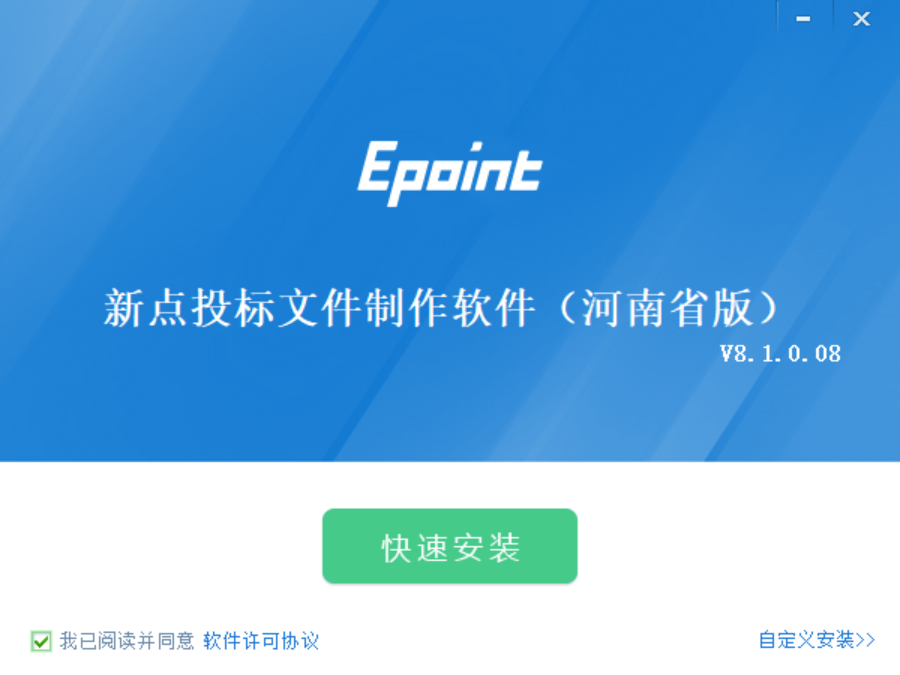 Epoint
新点投标文件制作软件（河南省版）
V8.1.0.08
快速安装
我已阅读并同意 软件许可协议
自定义安装>>